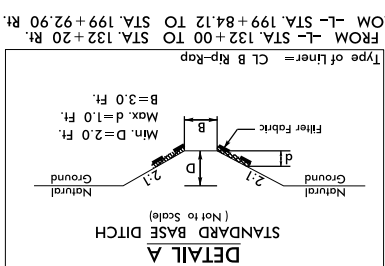 DETAIL A
STANDARD BASE DITCH
( Not to Scale)
Natural
Ground
2:1
D
2:1
Natural
Ground
d
Filter Fabric
B
Min. D=2.0 Ft.
Max. d=1.0 Ft.
B=3.0 Ft.
Type of Liner= CL B Rip-Rap
FROM -L- STA. 132+00 TO STA. 132+20 Rt.
OM -L- STA. 199+84.12 TO STA. 199+92.90 Rt.